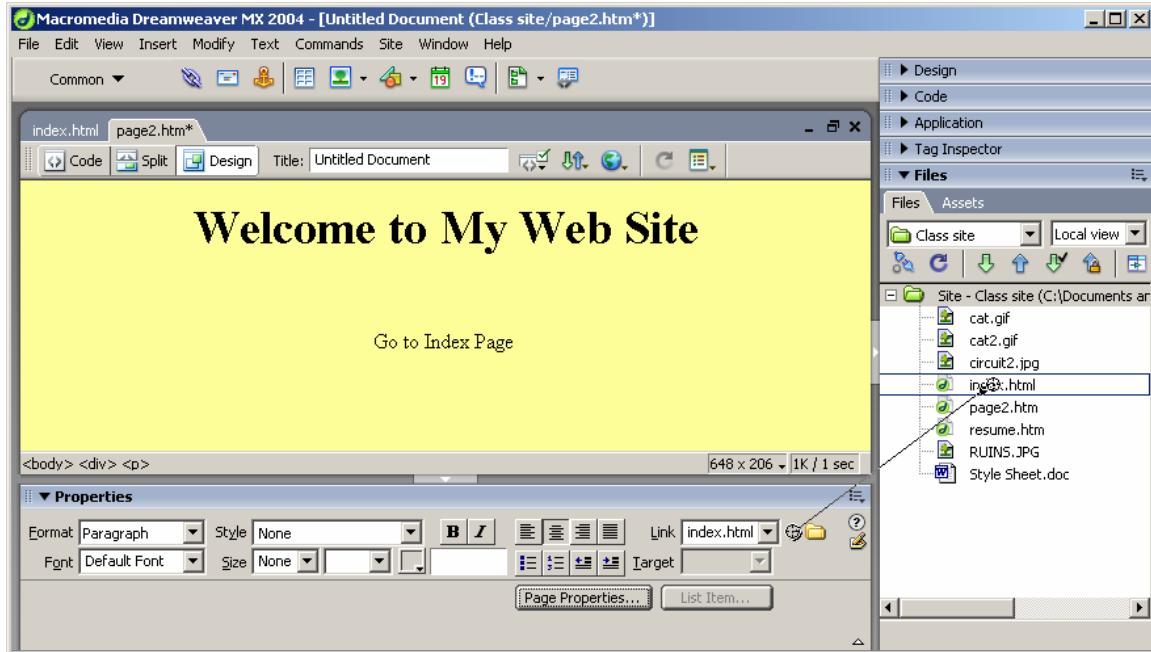 Macromedia Dreamweaver MX 2004 - [Untitled Document (Class site/page2.htm*)]
File Edit View Insert Modify Text Commands Site Window Help
Common
19
index.html page2.htm*
Code Split Design Title: Untitled Document
Welcome to My Web Site
Go to Index Page
<body> <div> <p>
648 x 206 1K / 1 sec
Properties
Format Paragraph Style None B I Link index.html
Font Default Font Size None Target
Page Properties... List Item...
Design
Code
Application
Tag Inspector
Files
Files Assets
Class site Local view
Site - Class site (C:\Documents ar
cat.gif
cat2.gif
circuit2.jpg
index.html
page2.htm
resume.htm
RUINS.JPG
Style Sheet.doc